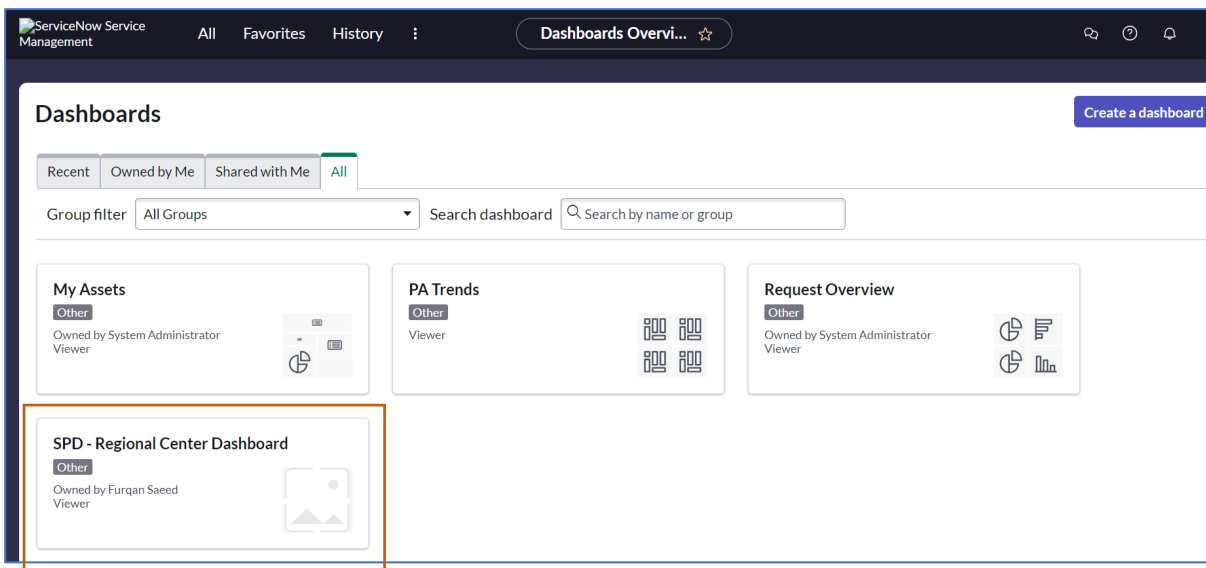 ServiceNow Service
Management
All Favorites History
Dashboards Overvi...
Dashboards
Create a dashboard
Recent Owned by Me Shared with Me All
Group filter All Groups Search dashboard Search by name or group
My Assets
Other
Owned by System Administrator
Viewer
PA Trends
Other
Viewer
Request Overview
Other
Owned by System Administrator
Viewer
SPD - Regional Center Dashboard
Other
Owned by Furqan Saeed
Viewer